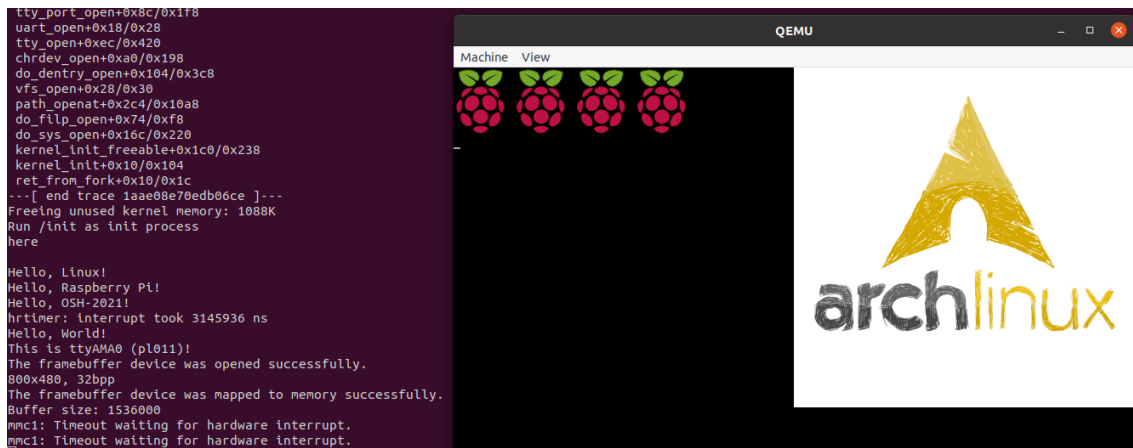 tty_port_open+0x8c/0x1f8
uart_open+0x18/0x28
tty_open+0xec/0x420
chrdev_open+0xa0/0x198
do_dentry_open+0x104/0x3c8
vfs_open+0x28/0x30
path_openat+0x2c4/0x10a8
do_filp_open+0x74/0xf8
do_sys_open+0x16c/0x220
kernel_init_freeable+0x1c0/0x238
kernel_init+0x10/0x104
ret_from_fork+0x10/0x1c
---[ end trace 1aae08e70edb06ce ]---
Freeing unused kernel memory: 1088K
Run /init as init process
here
Hello, Linux!
Hello, Raspberry Pi!
Hello, OSH-2021!
hrtimer: interrupt took 3145936 ns
Hello, World!
This is ttyAMA0 (pl011)!
The framebuffer device was opened successfully.
800x480, 32bpp
The framebuffer device was mapped to memory successfully.
Buffer size: 1536000
mmc1: Timeout waiting for hardware interrupt.
mmc1: Timeout waiting for hardware interrupt.
QEMU
Machine View
archlinux